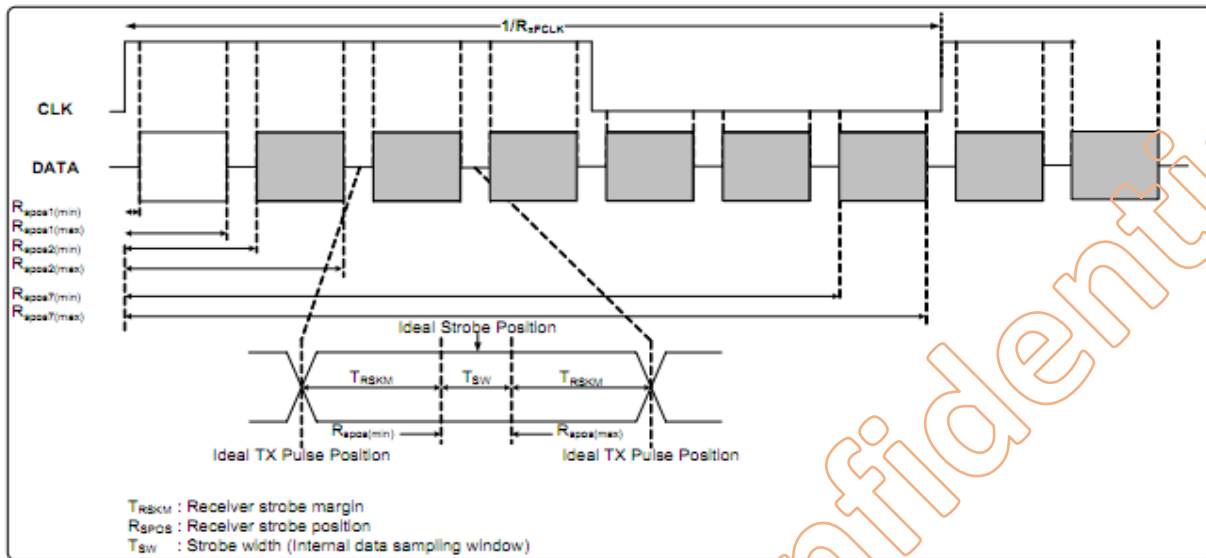 1/RxFCLK
CLK
DATA
Rspos1(min)
Rspos1(max)
Rspos2(min)
Rspos2(max)
Rspos7(min)
Rspos7(max)
Ideal Strobe Position
TRSKM TSW TRSKM
Rspos(min) Rspos(max)
Ideal TX Pulse Position Ideal TX Pulse Position
TRSKM : Receiver strobe margin
RSPOS : Receiver strobe position
TSW : Strobe width (Internal data sampling window)
onfidenti